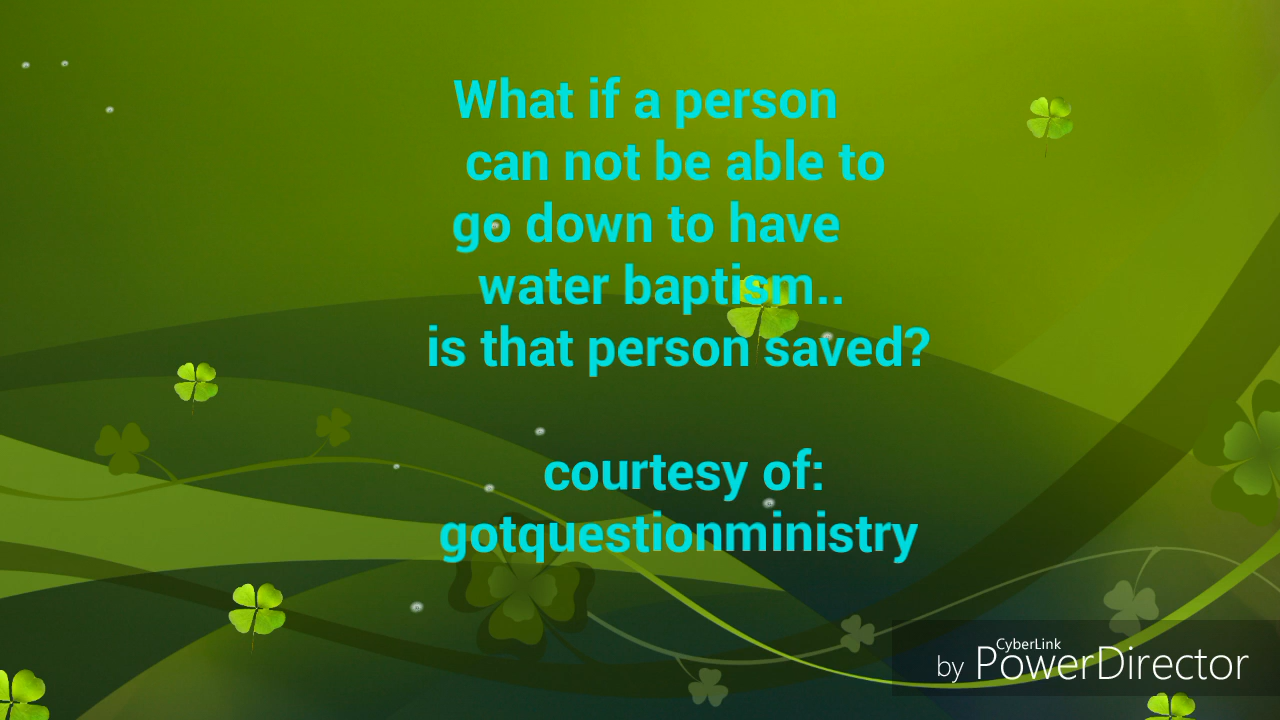 What if a person
can not be able to
go down to have
water baptism..
is that person saved?
courtesy of:
gotquestionministry
CyberLink
by PowerDirector